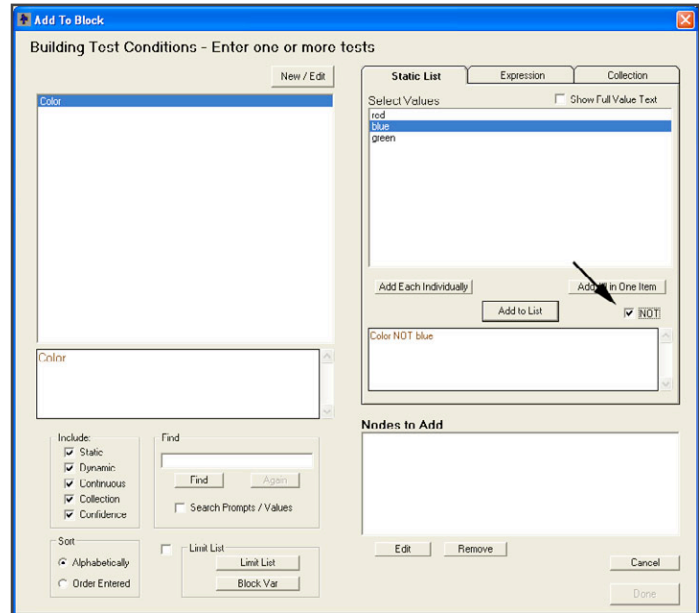 Add To Block
Building Test Conditions - Enter one or more tests
New / Edit
Color
Color
Include:
Static
Dynamic
Continuous
Collection
Confidence
Find
Find
Again
Search Prompts / Values
Sort
Alphabetically
Order Entered
Limit List
Limit List
Block Var
Static List
Expression
Collection
Select Values
Show Full Value Text
red
blue
green
Add Each Individually
Add All in One Item
Add to List
NOT
Color NOT blue
Nodes to Add
Edit
Remove
Cancel
Done